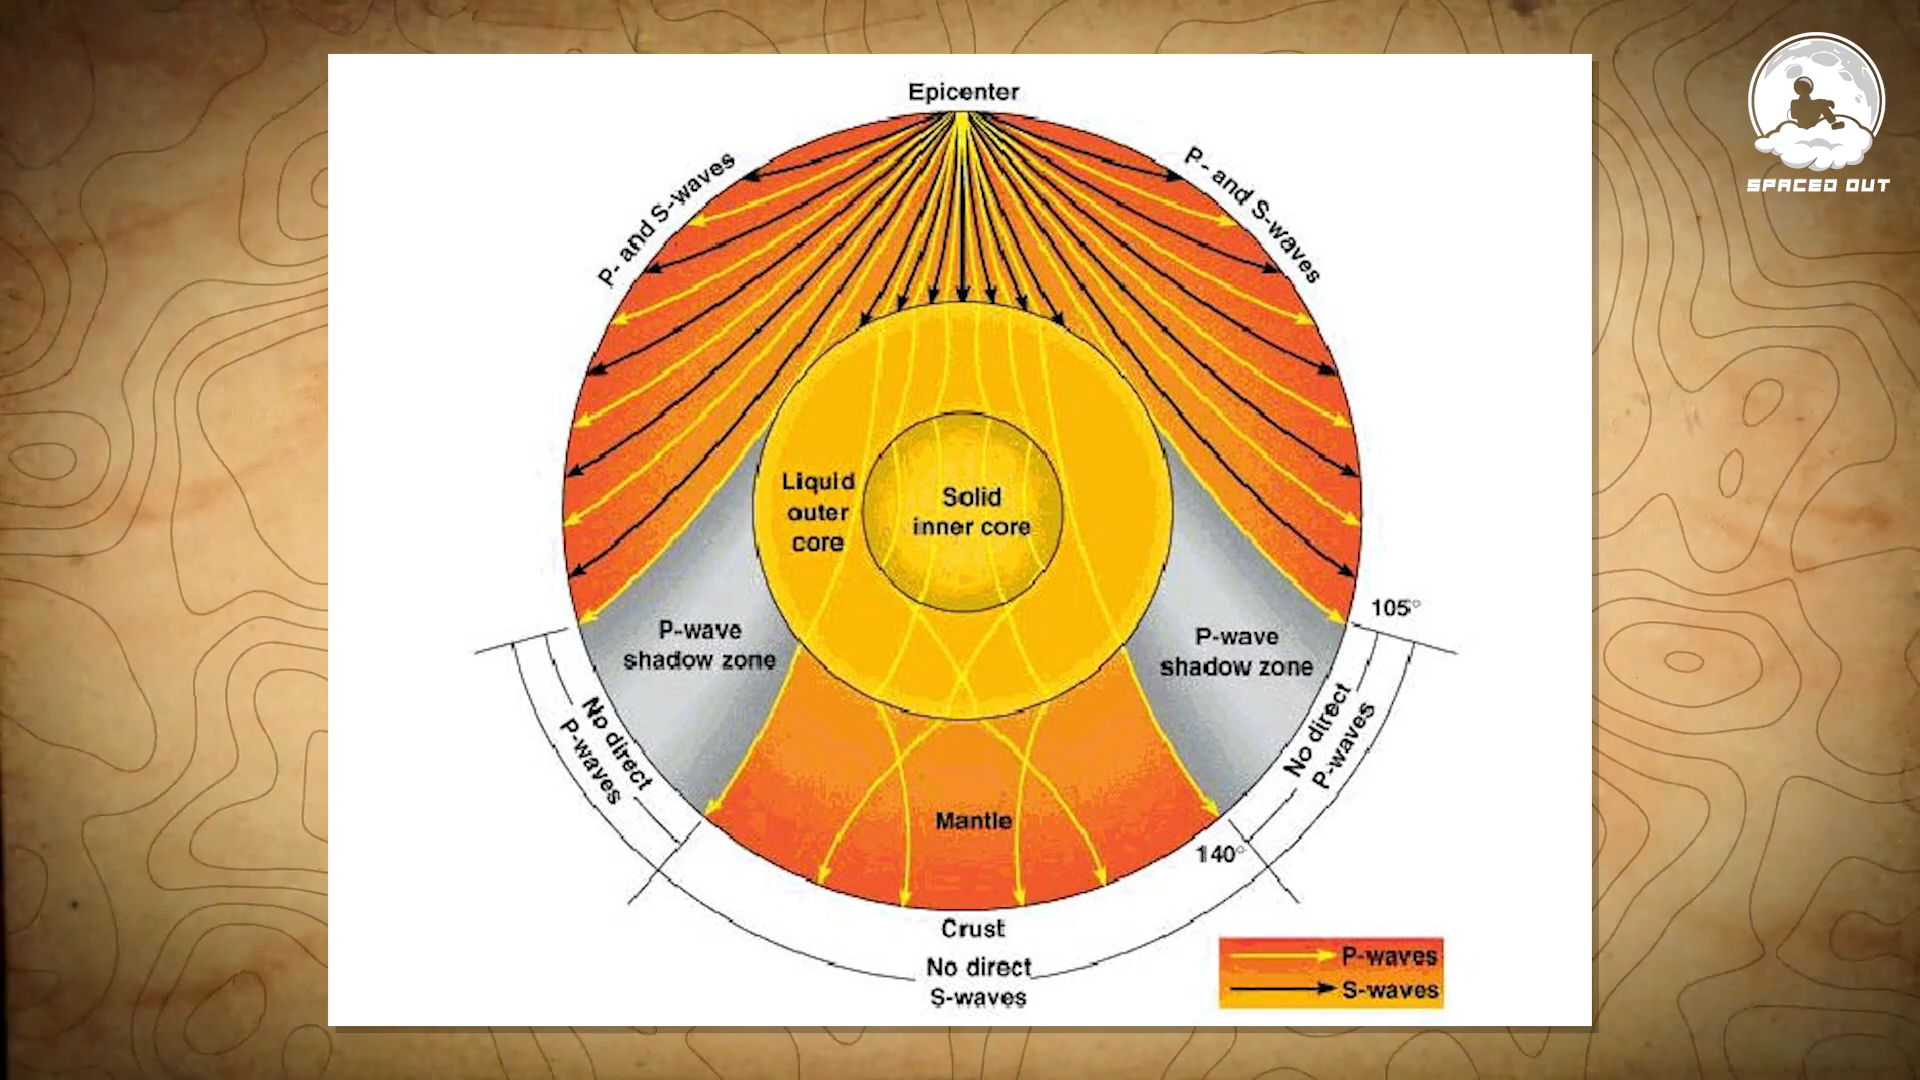 Epicenter
SPACED OUT
P- and S-waves
P- and S-waves
Liquid
outer
core
Solid
inner core
105°
P-wave
shadow zone
P-wave
shadow zone
No direct
P-waves
No direct
P-waves
Mantle
140°
Crust
No direct
S-waves
P-waves
S-waves